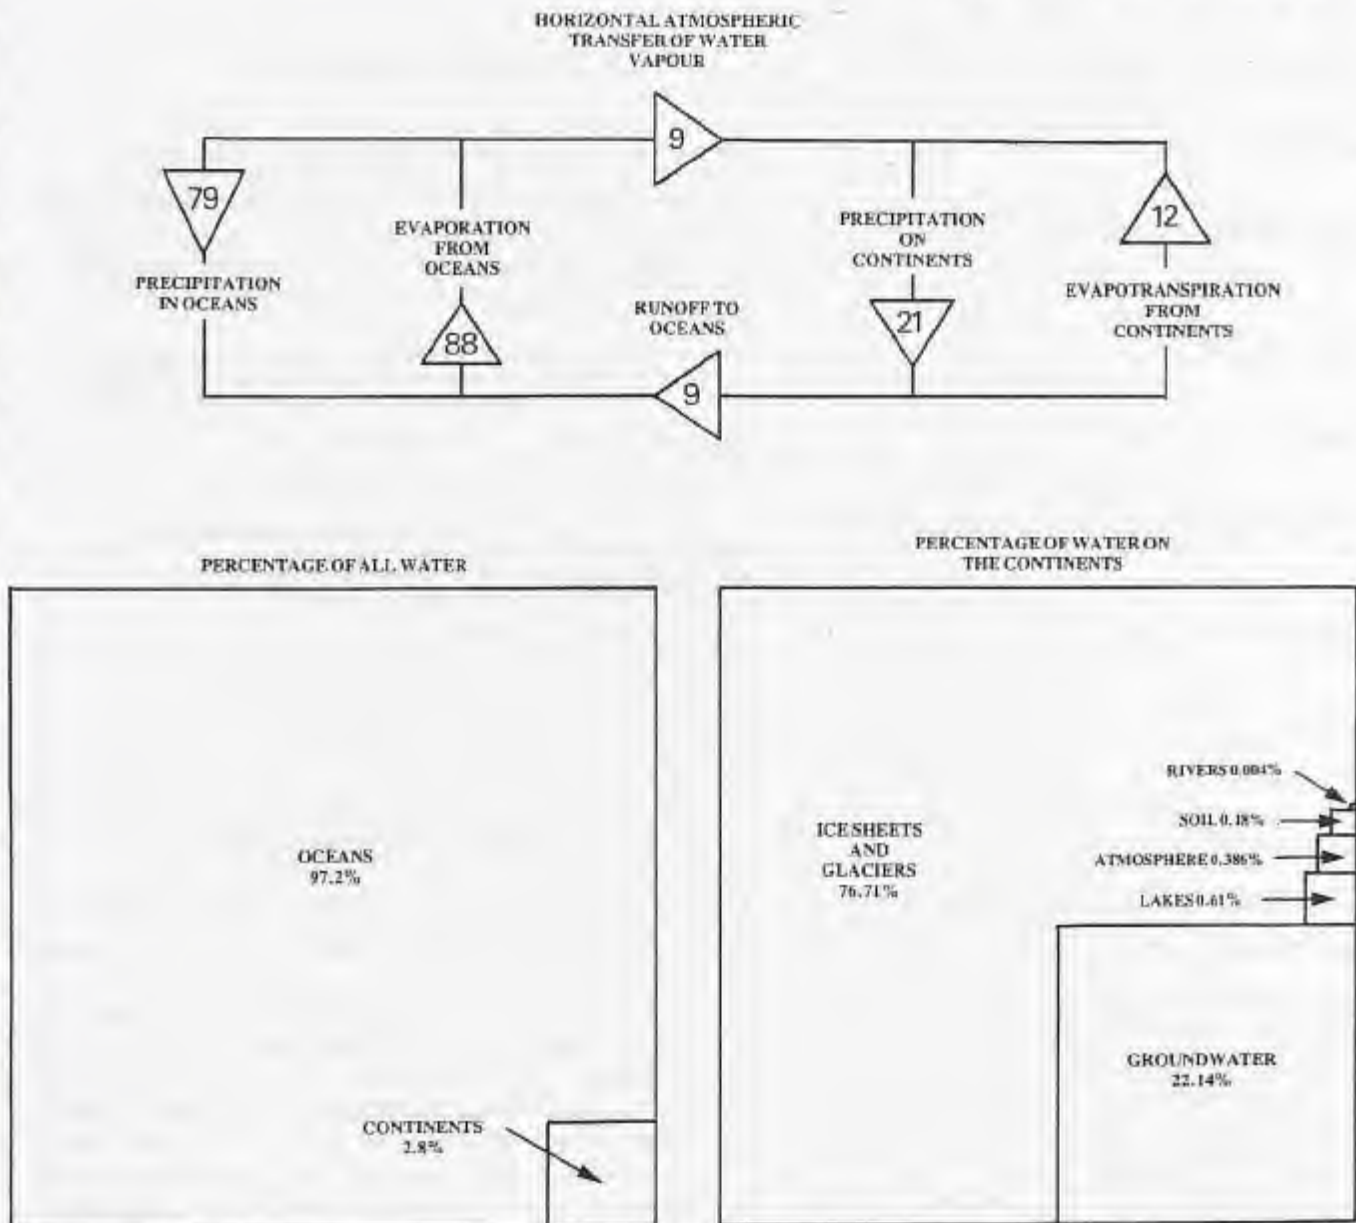 HORIZONTAL ATMOSPHERIC
TRANSFER OF WATER
VAPOUR
9
79
12
PRECIPITATION
ON
CONTINENTS
EVAPORATION
FROM
OCEANS
PRECIPITATION
IN OCEANS
EVAPOTRANSPIRATION
FROM
CONTINENTS
RUNOFF TO
OCEANS
21
88
9
PERCENTAGE OF ALL WATER
PERCENTAGE OF WATER ON
THE CONTINENTS
OCEANS
97.2%
CONTINENTS
2.8%
ICE SHEETS
AND
GLACIERS
76.71%
RIVERS 0.004%
SOIL 0.18%
ATMOSPHERE 0.386%
LAKES 0.61%
GROUNDWATER
22.14%